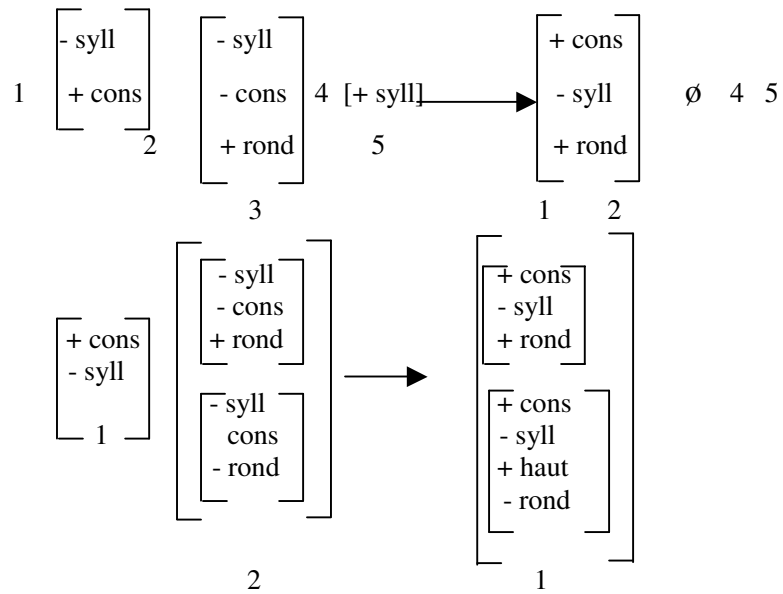 - syll - syll + cons
1 + cons - cons 4 [+ syll] - syll ø 4 5
2 + rond 5 + rond
3 1 2
- syll + cons
- cons - syll
+ cons + rond + rond
- syll
- syll + cons
1 cons - syll
- rond + haut
- rond
2 1